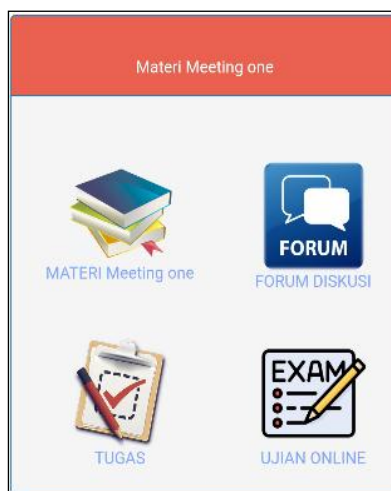 Materi Meeting one
FORUM
MATERI Meeting one
FORUM DISKUSI
EXAM
TUGAS
UJIAN ONLINE